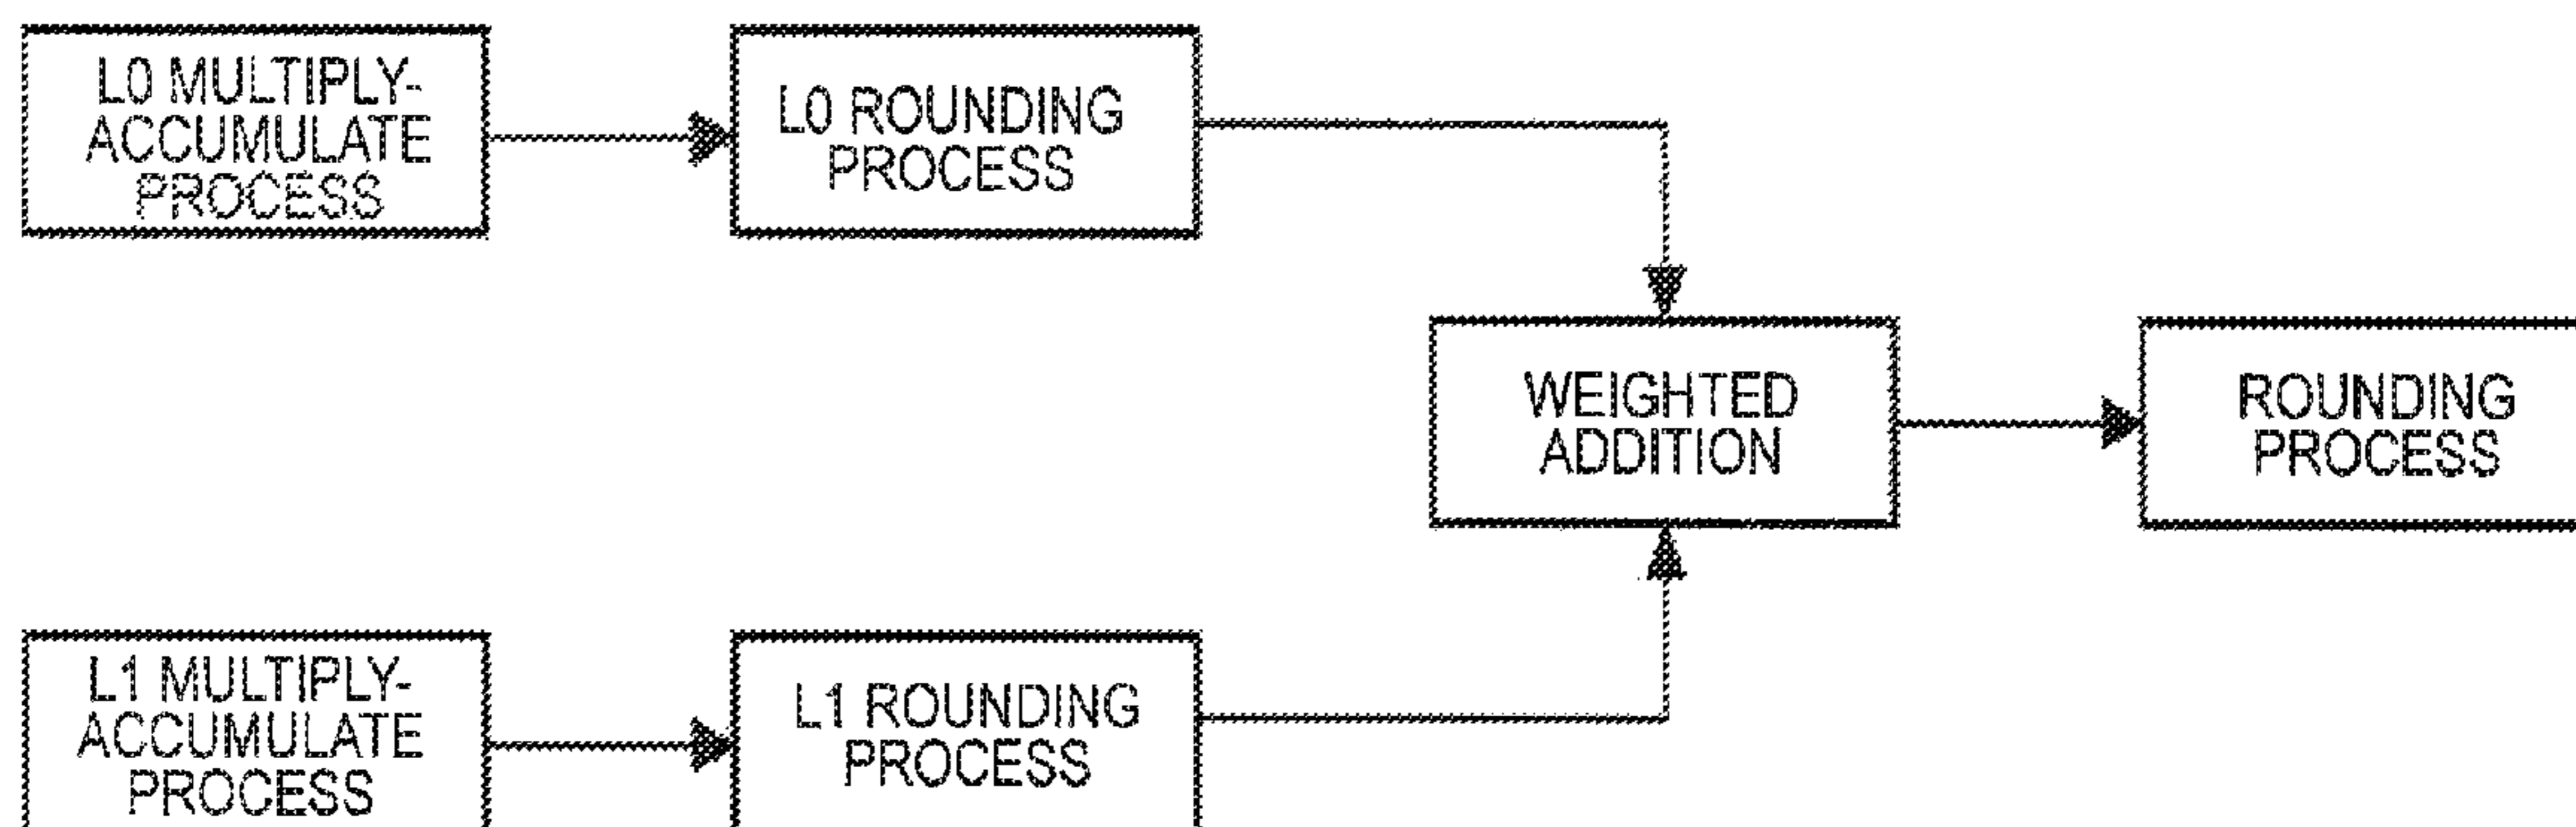 L0 MULTIPLY-
ACCUMULATE
PROCESS
L0 ROUNDING
PROCESS
WEIGHTED
ADDITION
ROUNDING
PROCESS
L1 MULTIPLY-
ACCUMULATE
PROCESS
L1 ROUNDING
PROCESS